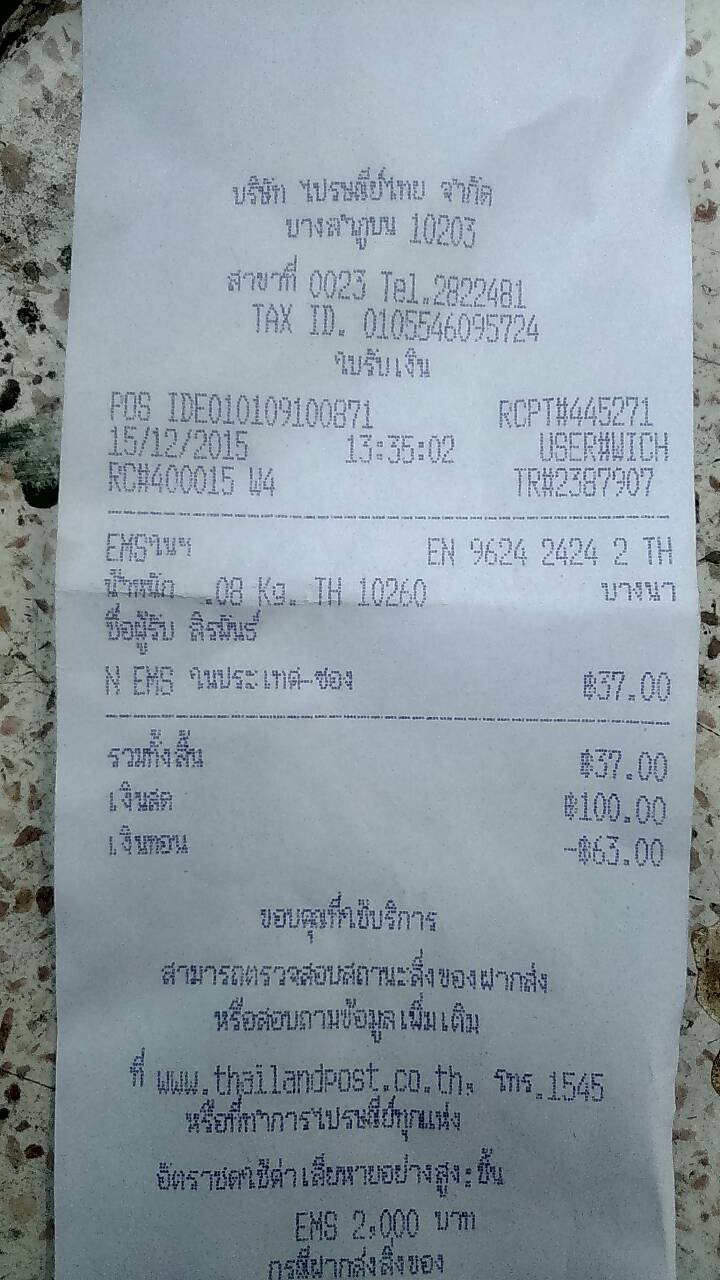 บริษัท ไปรษณีย์ไทย จำกัด
บางลำภูบน 10203
สาขาที่ 0023 Tel.2822481
TAX ID. 0105546095724
ใบรับเงิน
POS IDE010109100871 RCPT#445271
15/12/2015 13:35:02 USER#WICH
RC#400015 W4 TR#2387907
EMSในฯ EN 9624 2424 2 TH
น้ำหนัก .08 Kg. TH 10260 บางนา
ชื่อผู้รับ สิรพันธ์
N EMS ในประเทศ-ซอง ฿37.00
รวมทั้งสิ้น ฿37.00
เงินสด ฿100.00
เงินทอน -฿63.00
ขอบคุณที่ใช้บริการ
สามารถตรวจสอบสถานะสิ่งของฝากส่ง
หรือสอบถามข้อมูลเพิ่มเติม
ที่ www.thailandpost.co.th, โทร.1545
หรือที่ทำการไปรษณีย์ทุกแห่ง
อัตราชดใช้ค่าเสียหายอย่างสูง:ชิ้น
EMS 2,000 บาท
กรณีฝากส่งสิ่งของ